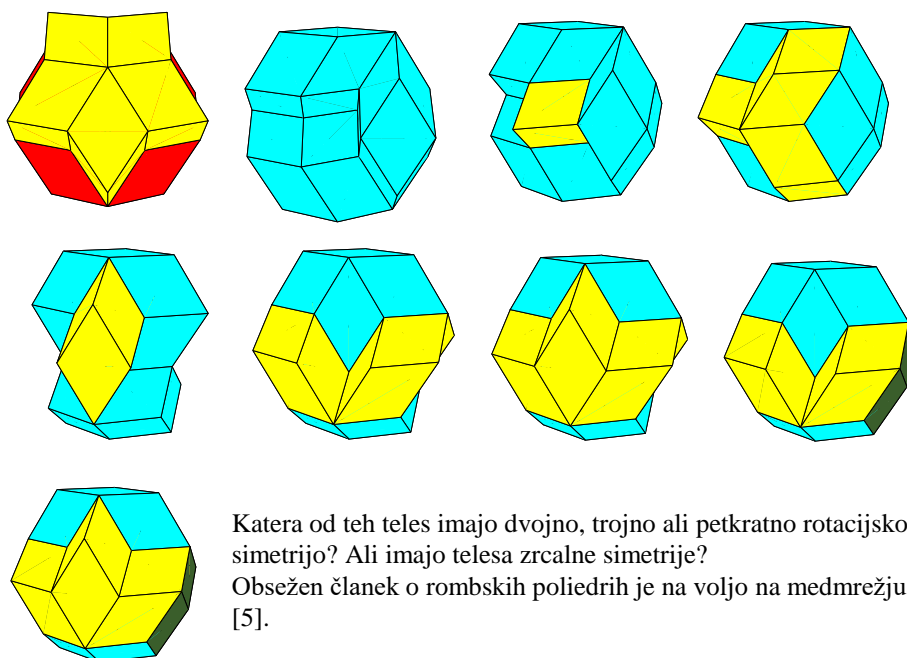 Katera od teh teles imajo dvojno, trojno ali petkratno rotacijsko
simetrijo? Ali imajo telesa zrcalne simetrije?
Obsežen članek o rombskih poliedrih je na voljo na medmrežju
[5].